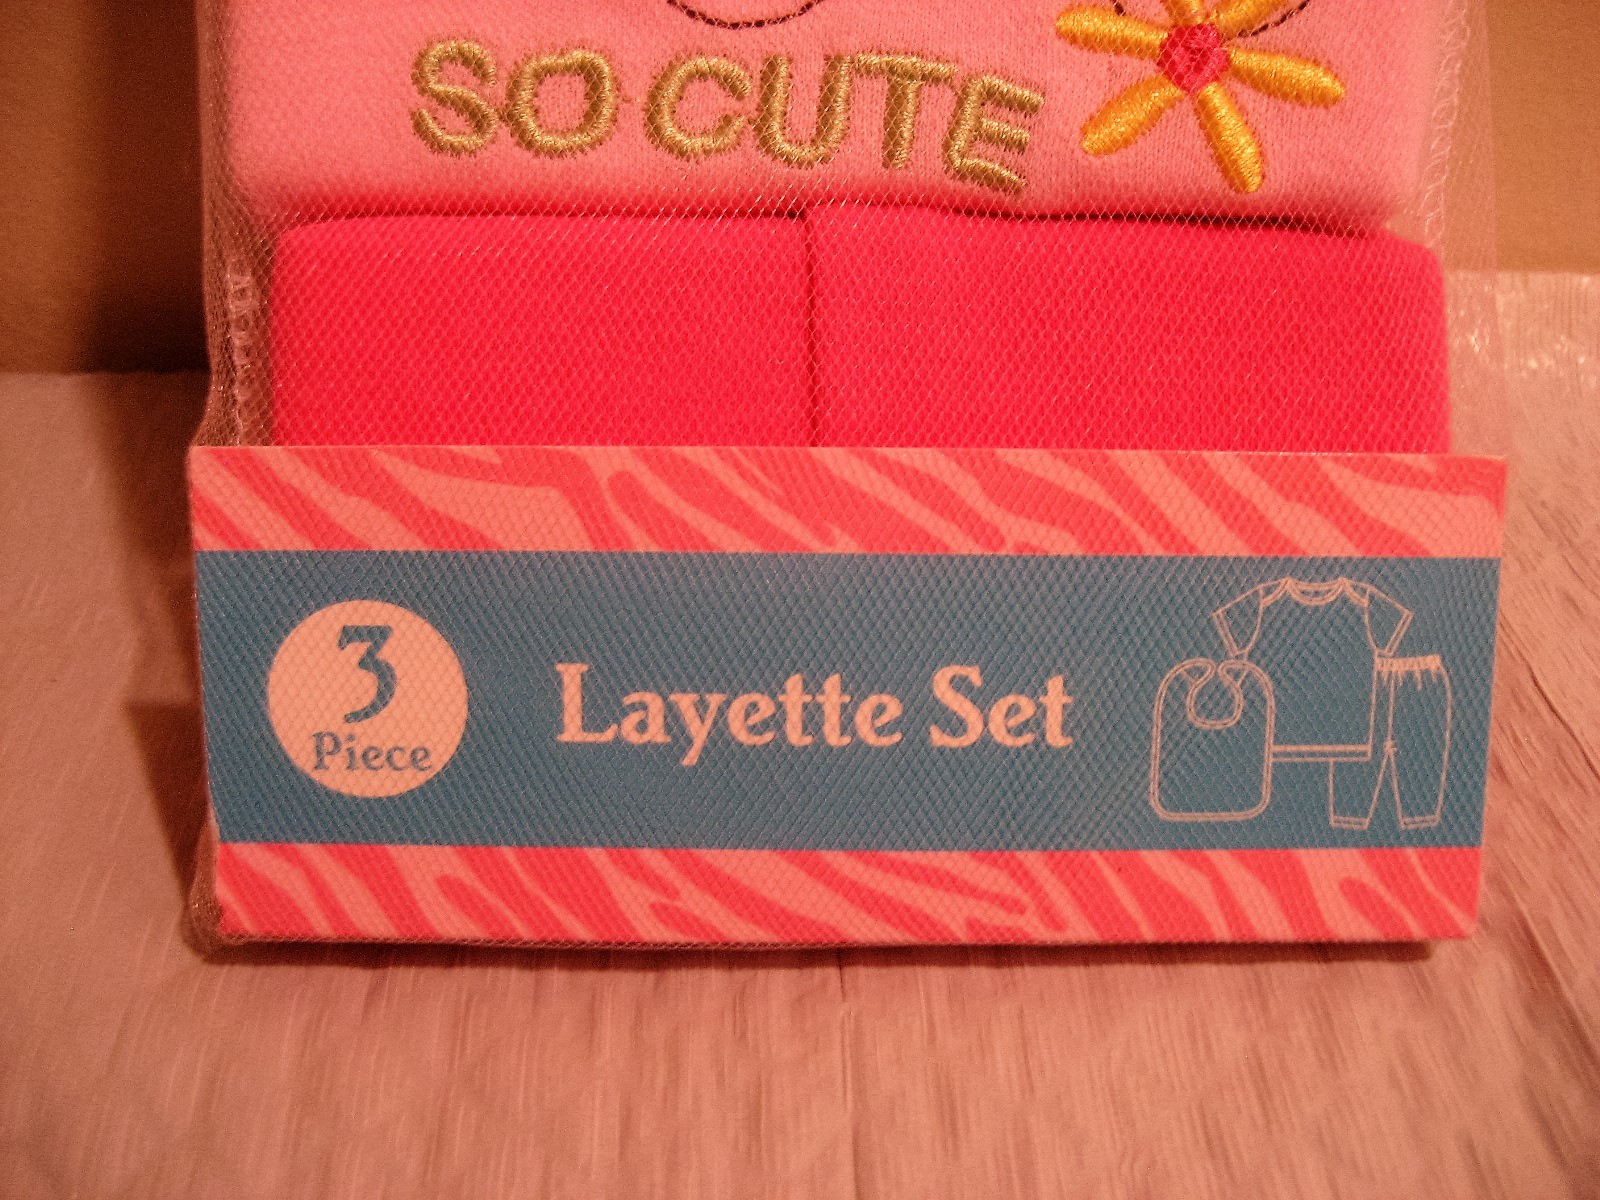 SO CUTE
3
Piece
Layette Set